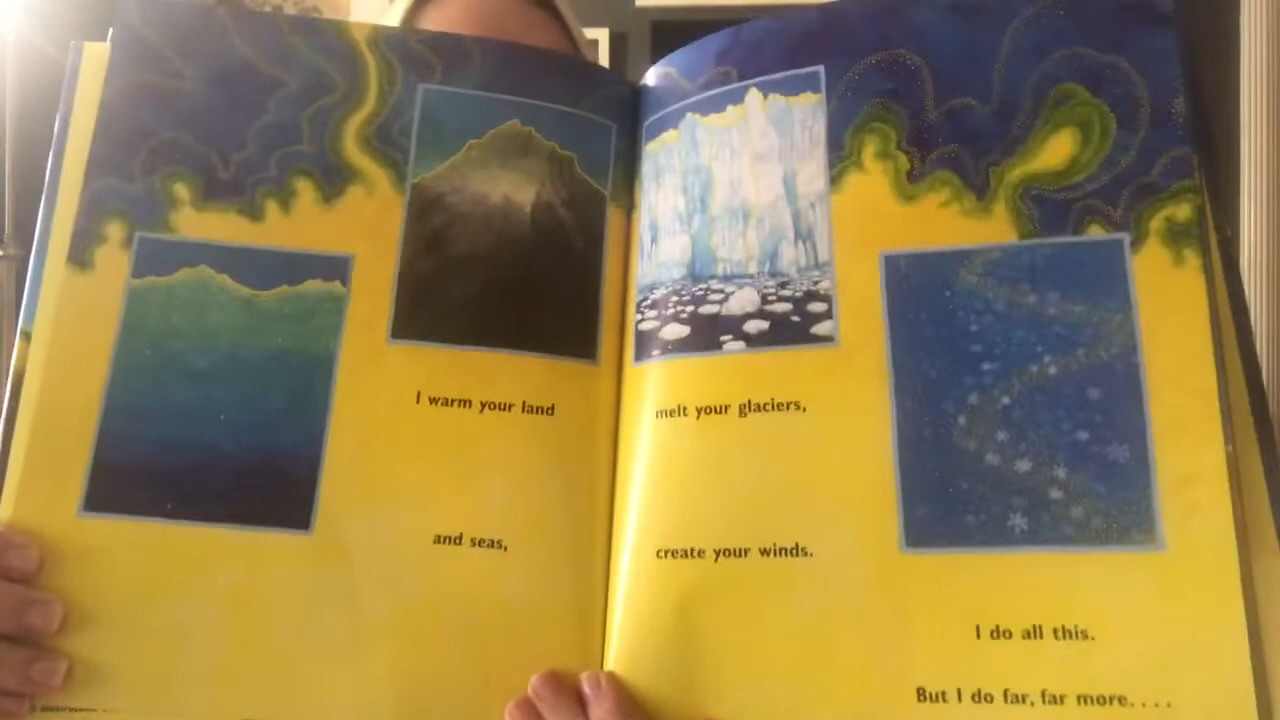 I warm your land
and seas,
melt your glaciers,
create your winds.
I do all this.
But I do far, far more. . . .